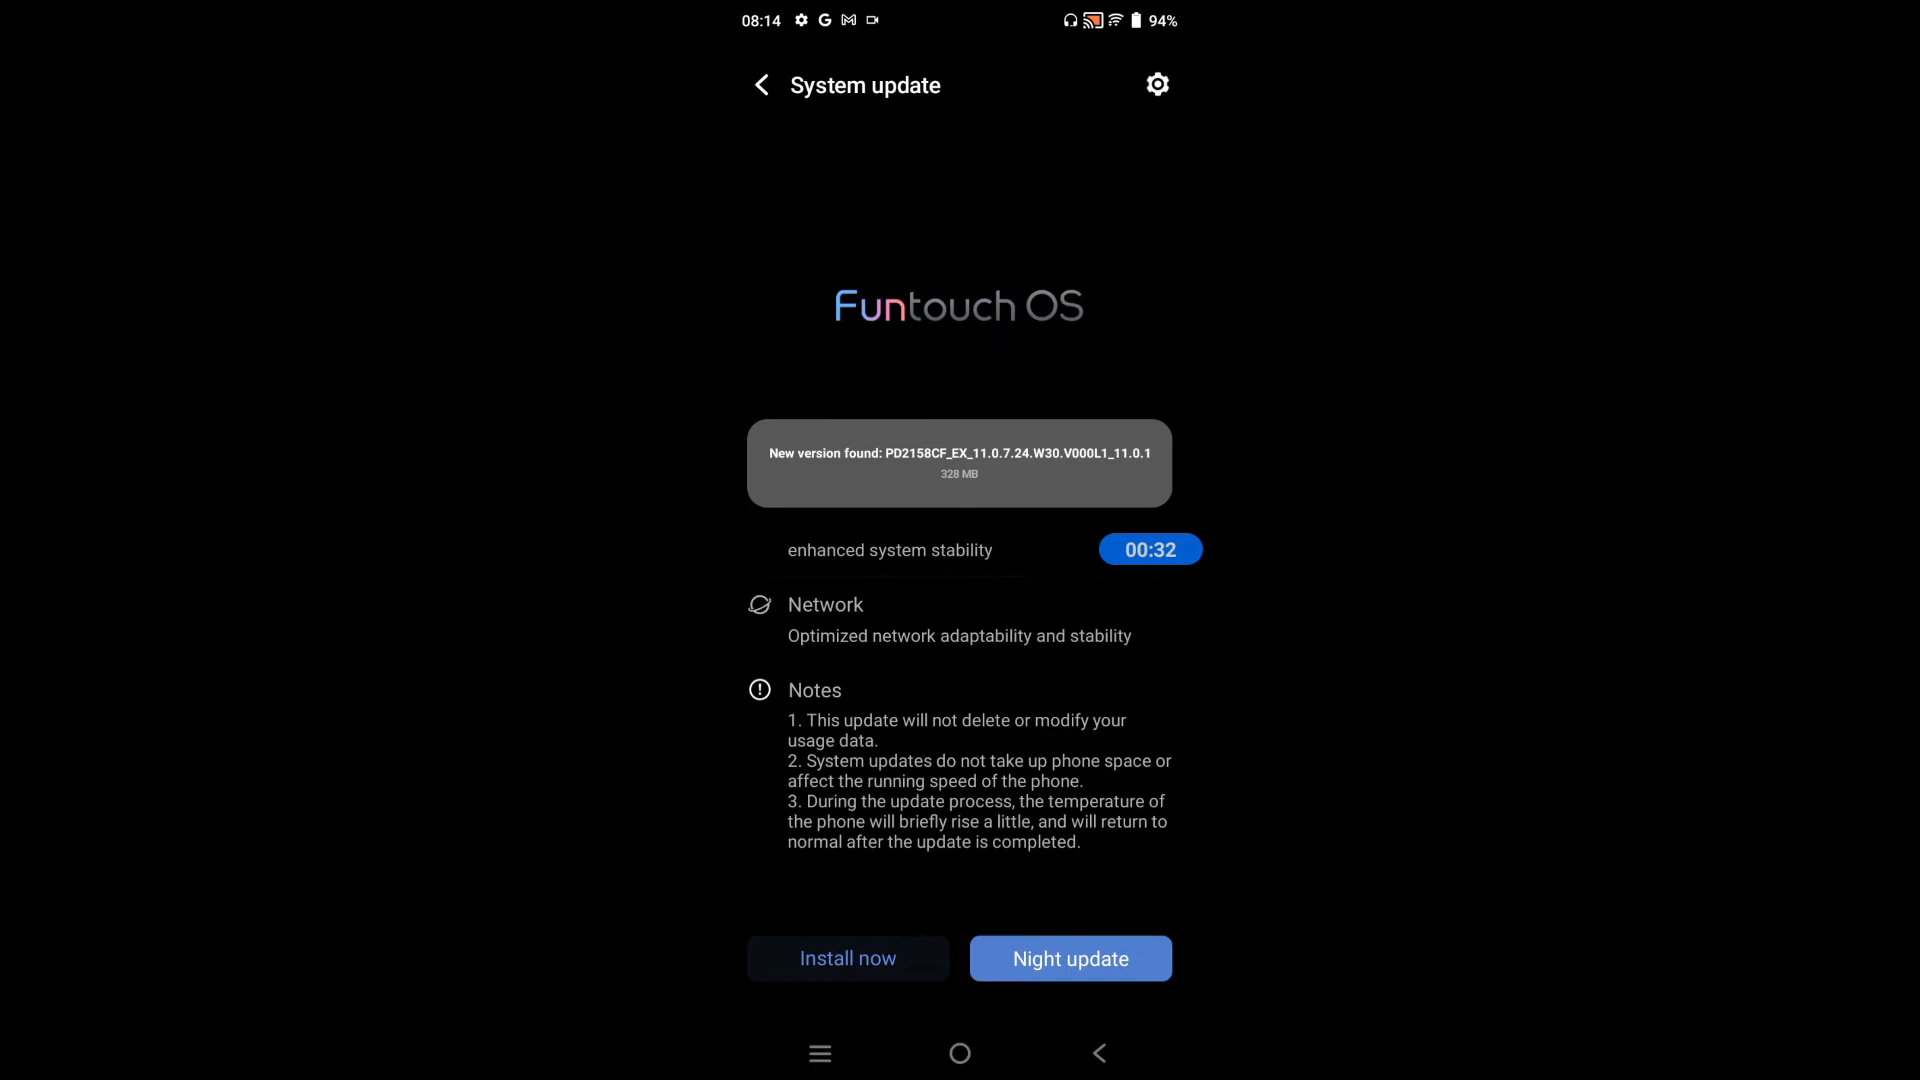 08:14 94%
System update
Funtouch OS
New version found: PD2158CF_EX_11.0.7.24.W30.V000L1_11.0.1
328 MB
enhanced system stability 00:32
Network
Optimized network adaptability and stability
Notes
1. This update will not delete or modify your
usage data.
2. System updates do not take up phone space or
affect the running speed of the phone.
3. During the update process, the temperature of
the phone will briefly rise a little, and will return to
normal after the update is completed.
Install now Night update